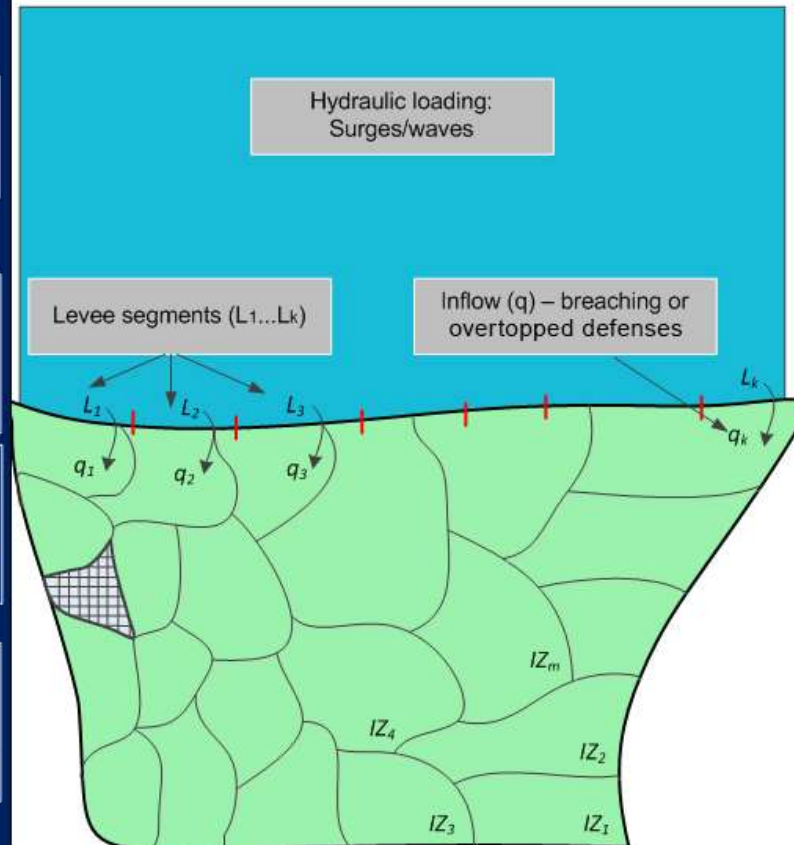 Hydraulic loading:
Surges/waves
Levee segments (L1...Lk)
Inflow (q) – breaching or
overtopped defenses
L1
L2
L3
Lk
q1
q2
q3
qk
IZm
IZ4
IZ2
IZ3
IZ1